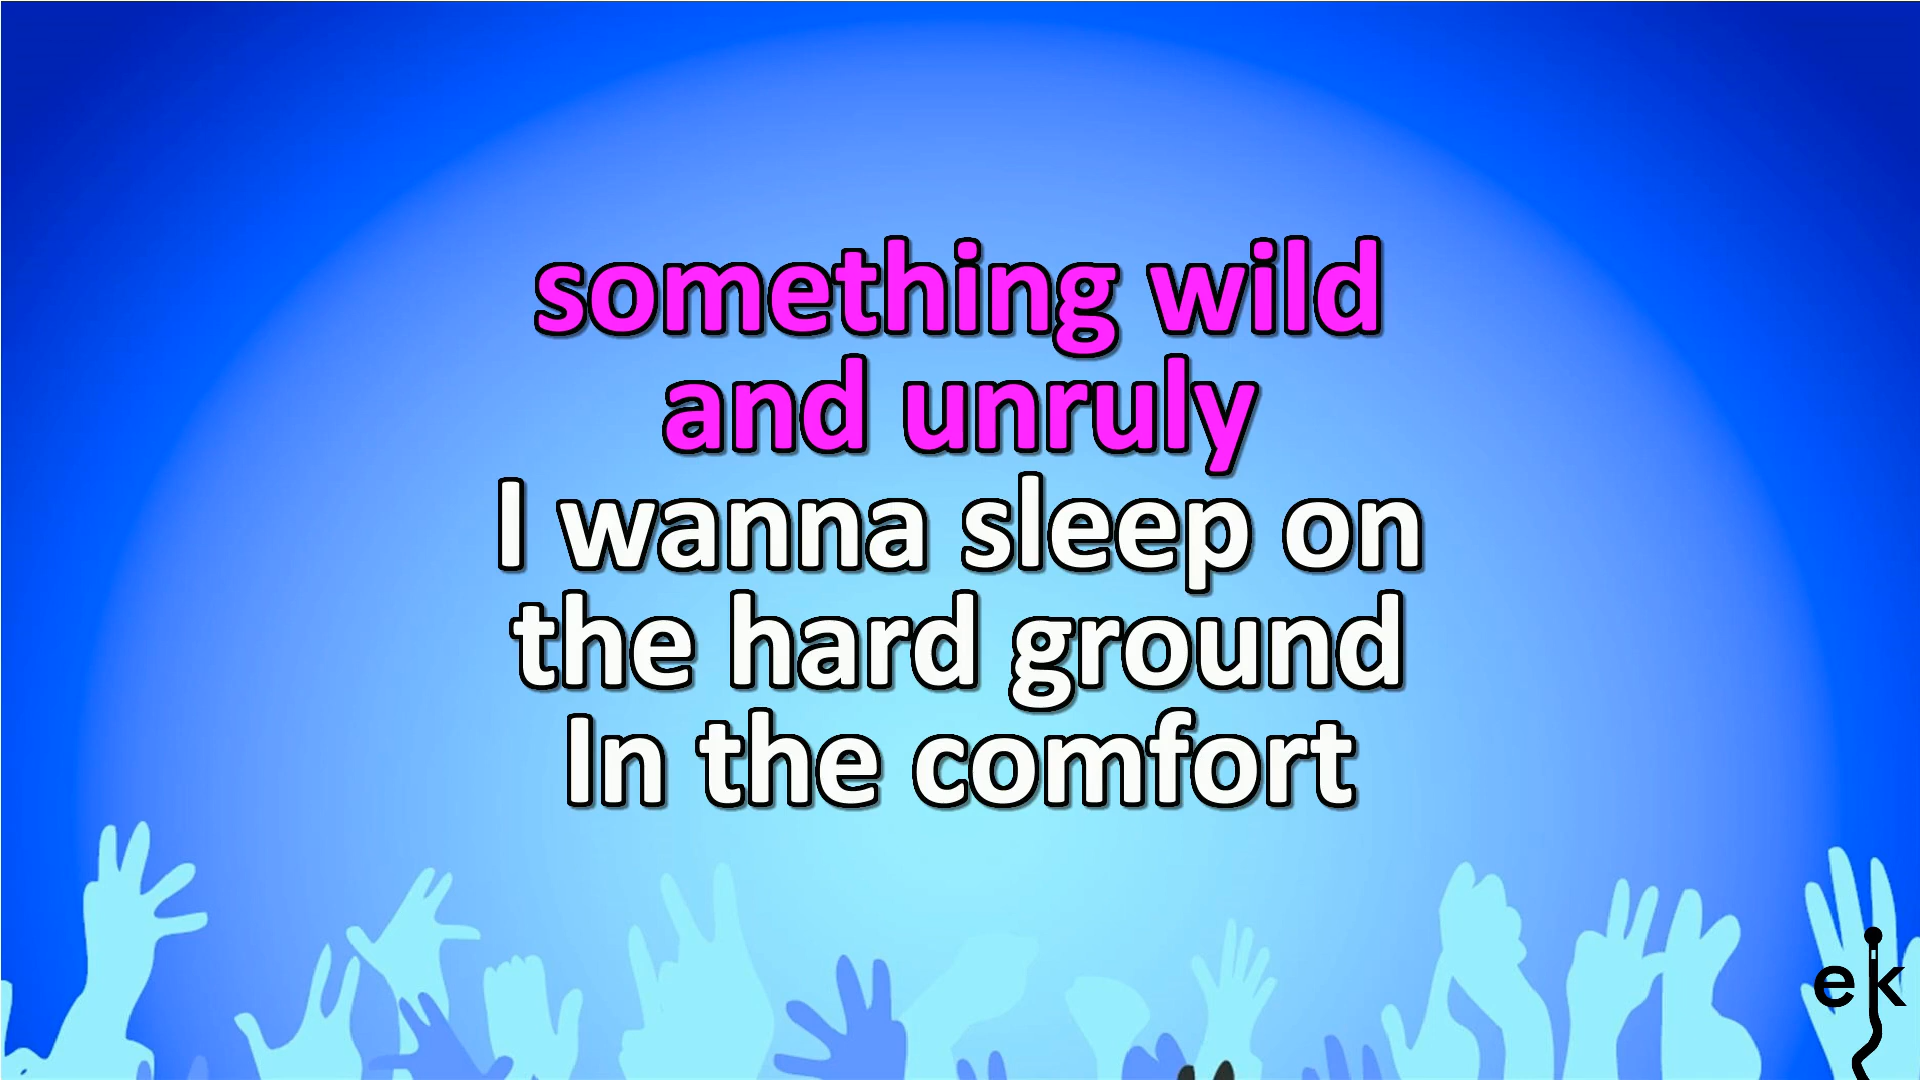 something wild
and unruly
I wanna sleep on
the hard ground
In the comfort
ek